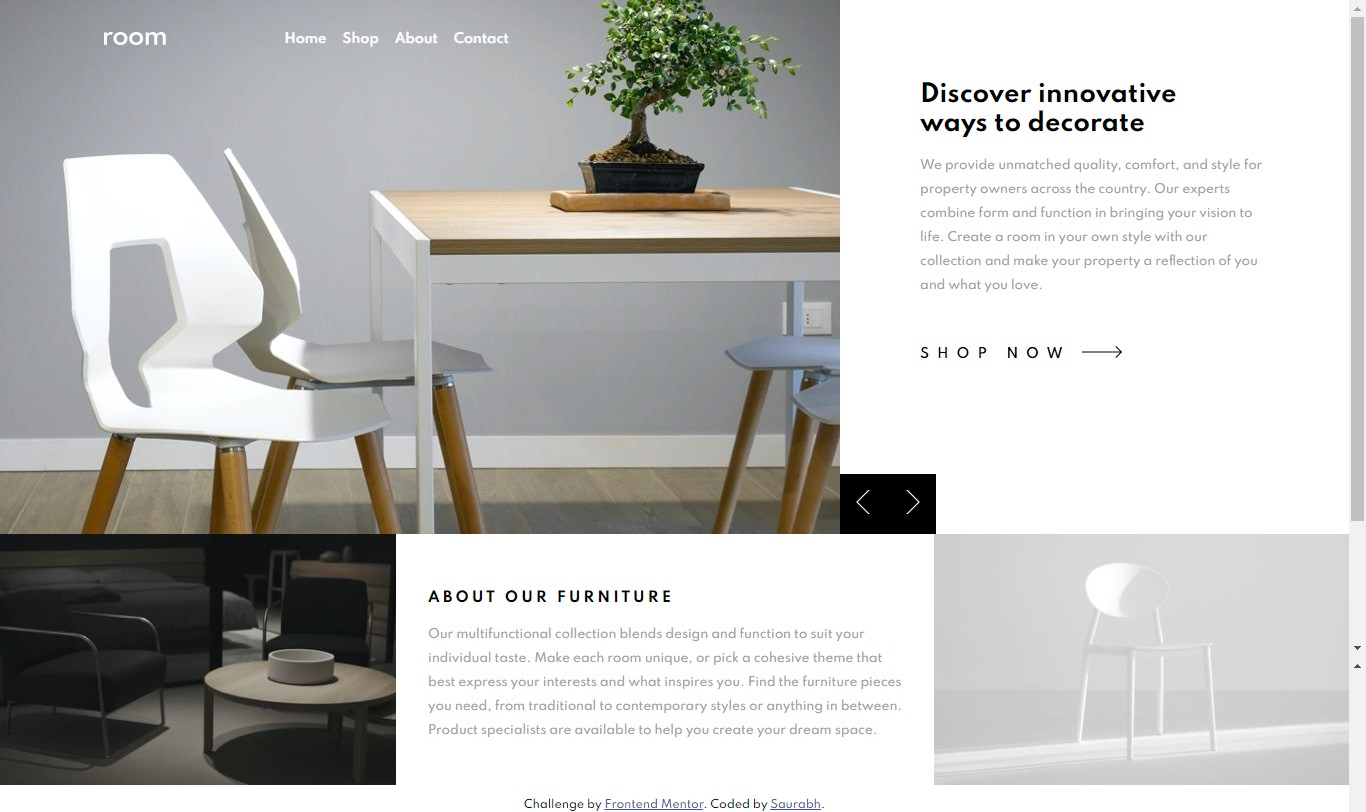 room
Home Shop About Contact
Discover innovative
ways to decorate
We provide unmatched quality, comfort, and style for
property owners across the country. Our experts
combine form and function in bringing your vision to
life. Create a room in your own style with our
collection and make your property a reflection of you
and what you love.
SHOP NOW
ABOUT OUR FURNITURE
Our multifunctional collection blends design and function to suit your
individual taste. Make each room unique, or pick a cohesive theme that
best express your interests and what inspires you. Find the furniture pieces
you need, from traditional to contemporary styles or anything in between.
Product specialists are available to help you create your dream space.
Challenge by Frontend Mentor. Coded by Saurabh.